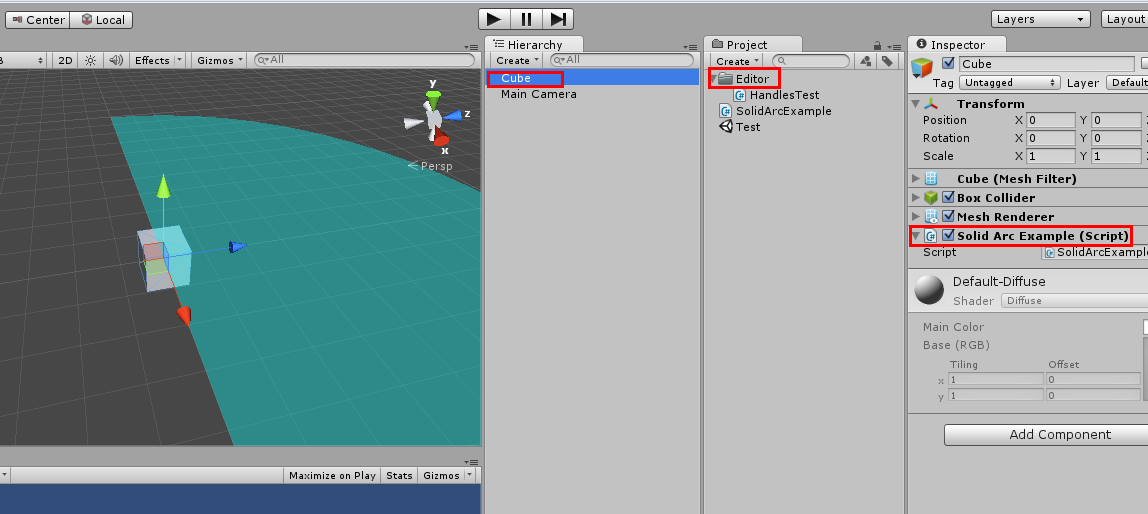 Center Local
Layers Layout
2D Effects Gizmos All
Hierarchy
Create All
Cube
Main Camera
Project
Create
Editor
HandlesTest
SolidArcExample
Test
y
z
x
Persp
Inspector
Cube
Tag Untagged Layer Default
Transform
Position X 0 Y 0
Rotation X 0 Y 0
Scale X 1 Y 1
Cube (Mesh Filter)
Box Collider
Mesh Renderer
Solid Arc Example (Script)
Script SolidArcExample
Default-Diffuse
Shader Diffuse
Main Color
Base (RGB)
Tiling Offset
x 1 0
y 1 0
Add Component
Maximize on Play Stats Gizmos